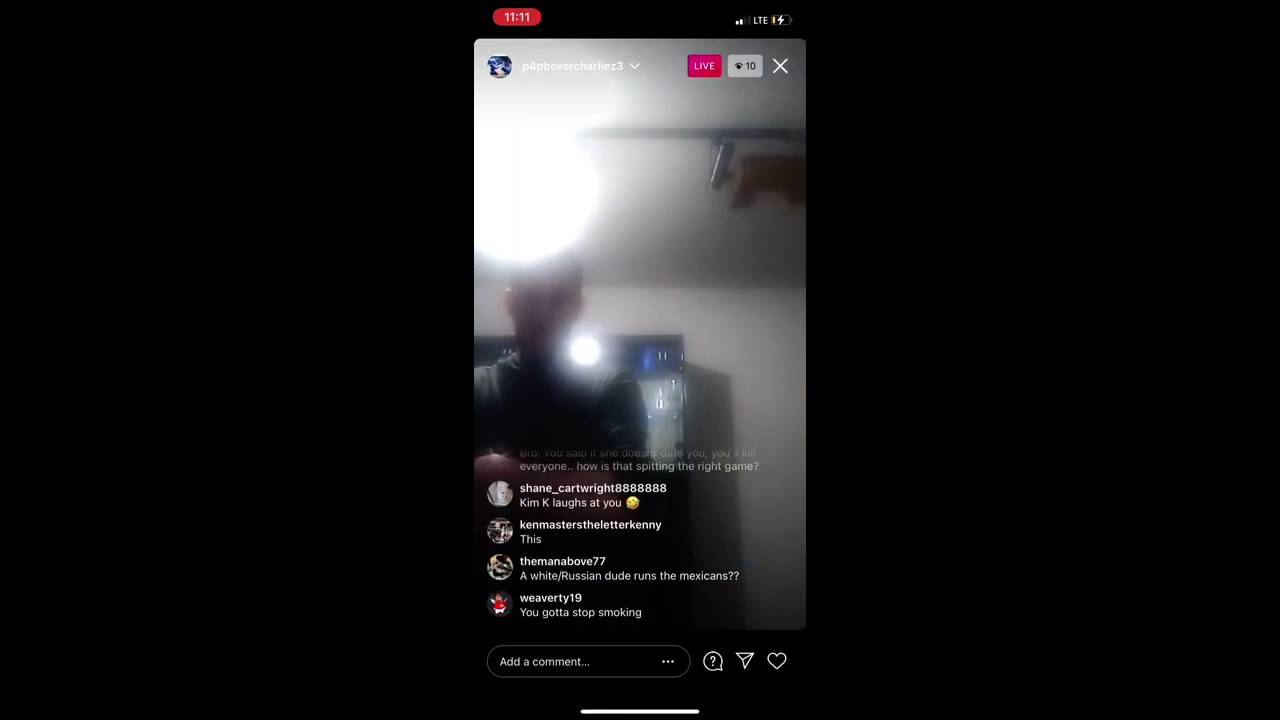 11:11
LTE
p4pboxercharliez3
LIVE
10
Bro. You said if she doesnt date you, you'll kill
everyone.. how is that spitting the right game?
shane_cartwright8888888
Kim K laughs at you 🤣
kenmasterstheletterkenny
This
themanabove77
A white/Russian dude runs the mexicans??
weaverty19
You gotta stop smoking
Add a comment...